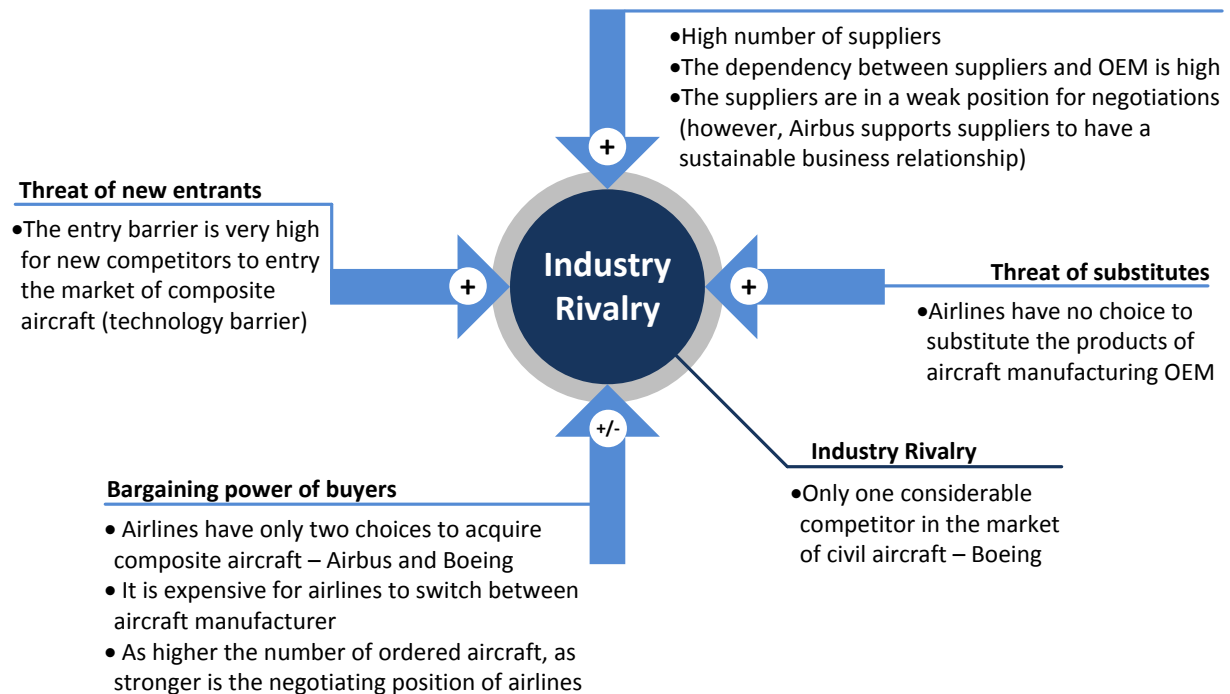 •High number of suppliers
•The dependency between suppliers and OEM is high
•The suppliers are in a weak position for negotiations
(however, Airbus supports suppliers to have a
sustainable business relationship)
+
Threat of new entrants
•The entry barrier is very high
for new competitors to entry
the market of composite
aircraft (technology barrier)
+
Industry
Rivalry
+
Threat of substitutes
•Airlines have no choice to
substitute the products of
aircraft manufacturing OEM
+/-
Industry Rivalry
•Only one considerable
competitor in the market
of civil aircraft – Boeing
Bargaining power of buyers
• Airlines have only two choices to acquire
composite aircraft – Airbus and Boeing
• It is expensive for airlines to switch between
aircraft manufacturer
• As higher the number of ordered aircraft, as
stronger is the negotiating position of airlines